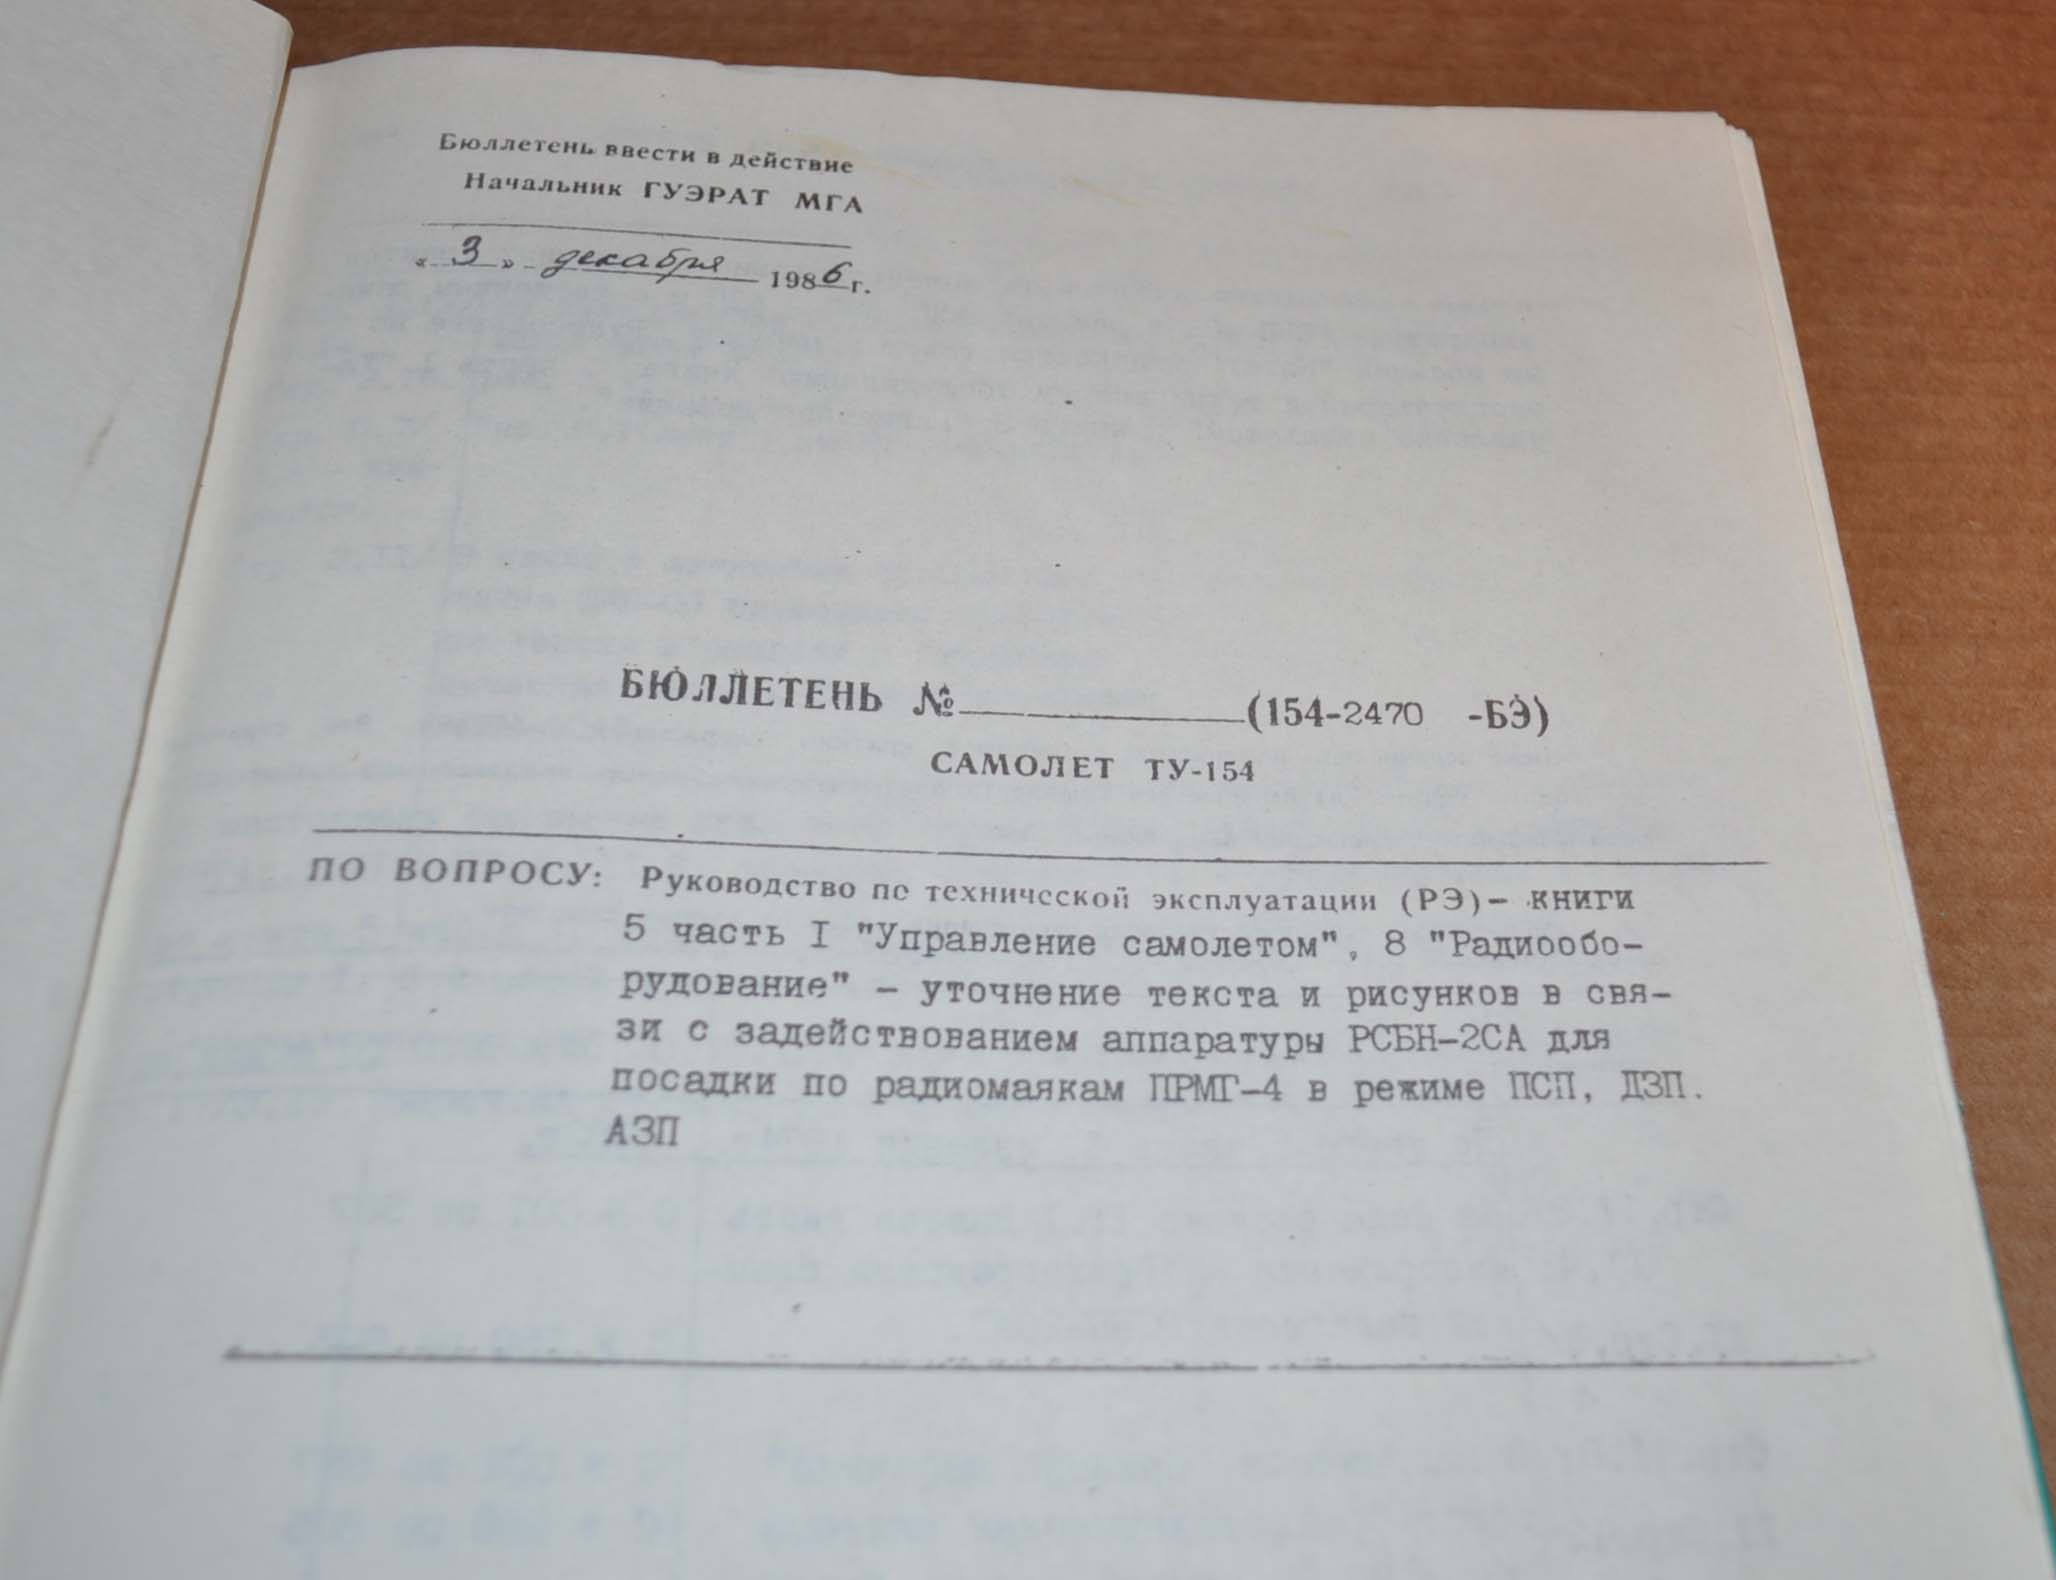 Бюллетень ввести в действие
Начальник ГУЭРАТ МГА
«3» декабря 1986 г.
БЮЛЛЕТЕНЬ № (154-2470 -БЭ)
САМОЛЕТ ТУ-154
ПО ВОПРОСУ: Руководство по технической эксплуатации (РЭ)- книги
5 часть I "Управление самолетом", 8 "Радиообо-
рудование" - уточнение текста и рисунков в свя-
зи с задействованием аппаратуры РСБН-2СА для
посадки по радиомаякам ПРМГ-4 в режиме ПСП, ДЗП.
АЗП